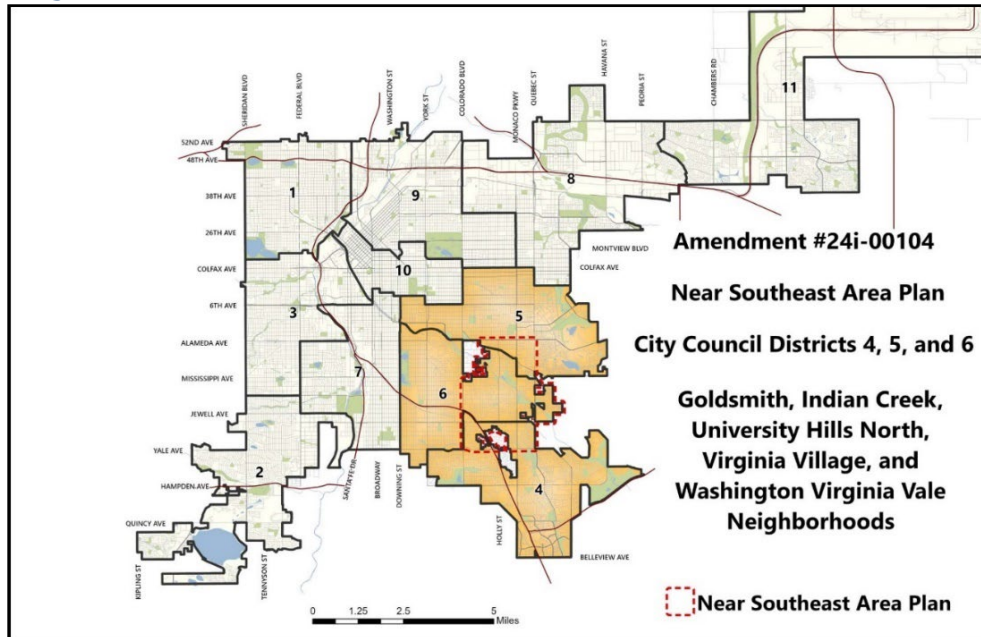 SHERIDAN BLVD
FEDERAL BLVD
WASHINGTON ST
YORK ST
COLORADO BLVD
MONACO PKWY
QUEBEC ST
HAVANA ST
PEORIA ST
CHAMBERS RD
11
52ND AVE
48TH AVE
1
9
8
38TH AVE
26TH AVE
MONTVIEW BLVD
COLFAX AVE
COLFAX AVE
10
6TH AVE
3
5
ALAMEDA AVE
7
6
MISSISSIPPI AVE
JEWELL AVE
YALE AVE
2
HAMPDEN AVE
4
SANTA FE DR
BROADWAY
DOWNING ST
HOLLY ST
QUINCY AVE
BELLEVIEW AVE
KIPLING ST
TENNYSON ST
Amendment #24i-00104
Near Southeast Area Plan
City Council Districts 4, 5, and 6
Goldsmith, Indian Creek,
University Hills North,
Virginia Village, and
Washington Virginia Vale
Neighborhoods
Near Southeast Area Plan
0 1.25 2.5 5
Miles